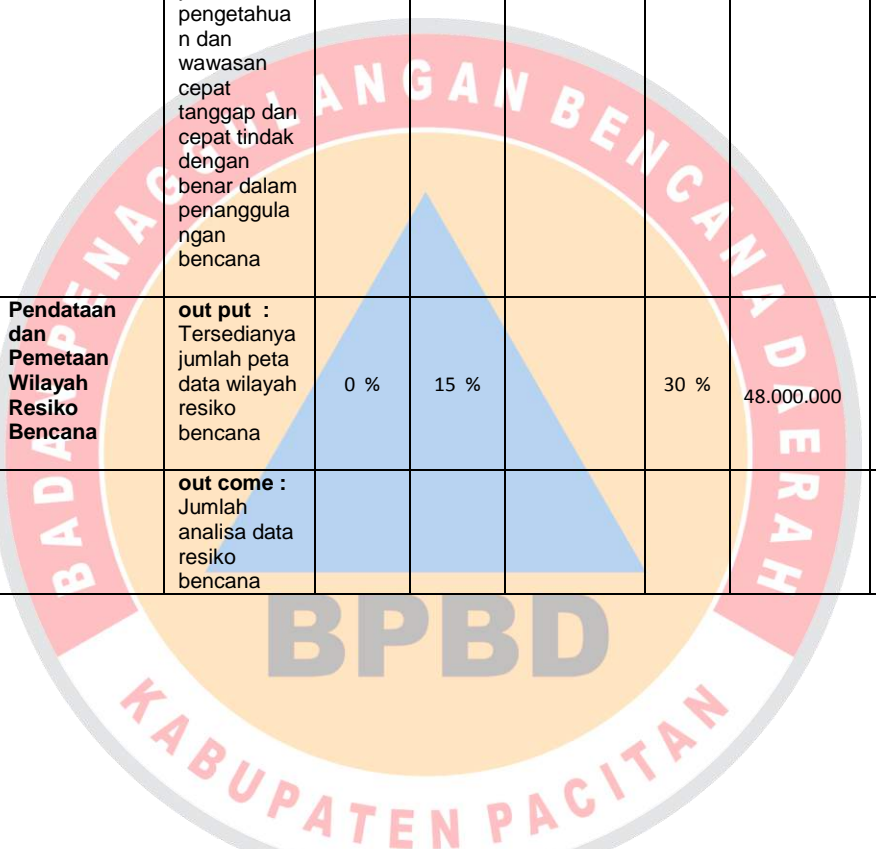 pengetahua
n dan
wawasan
cepat
tanggap dan
cepat tindak
dengan
benar dalam
penanggula
ngan
bencana
Pendataan
dan
Pemetaan
Wilayah
Resiko
Bencana
out put :
Tersedianya
jumlah peta
data wilayah
resiko
bencana
0 %
15 %
30 %
48.000.000
out come :
Jumlah
analisa data
resiko
bencana
BADAN PENAGGULANGAN BENCANA DAERAH
BPBD
KABUPATEN PACITAN